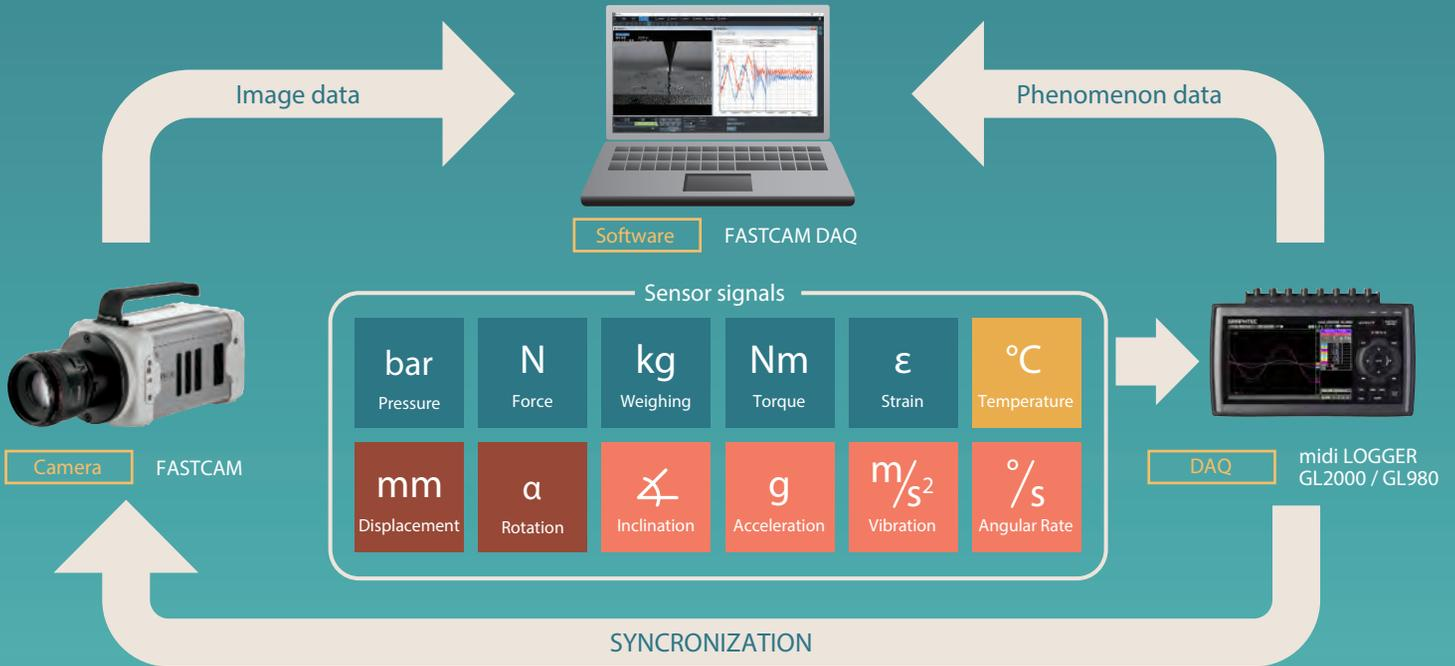 Image data
Phenomenon data
Software
FASTCAM DAQ
Sensor signals
bar
Pressure
N
Force
kg
Weighing
Nm
Torque
ε
Strain
°C
Temperature
mm
Displacement
α
Rotation
Inclination
g
Acceleration
m/s²
Vibration
°/s
Angular Rate
GRAPHTEC
Camera
FASTCAM
DAQ
midi LOGGER
GL2000 / GL980
SYNCRONIZATION